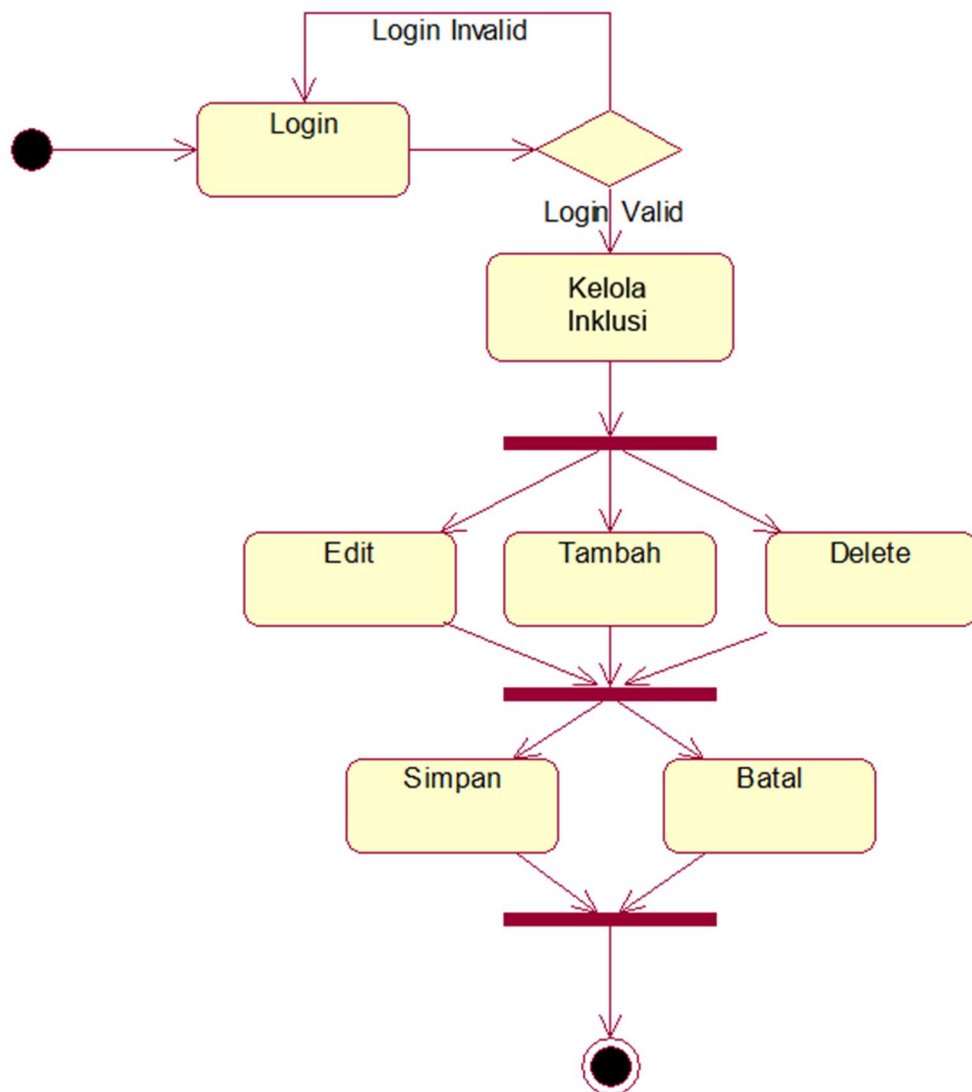 Login Invalid
Login
Login Valid
Kelola
Inklusi
Edit
Tambah
Delete
Simpan
Batal